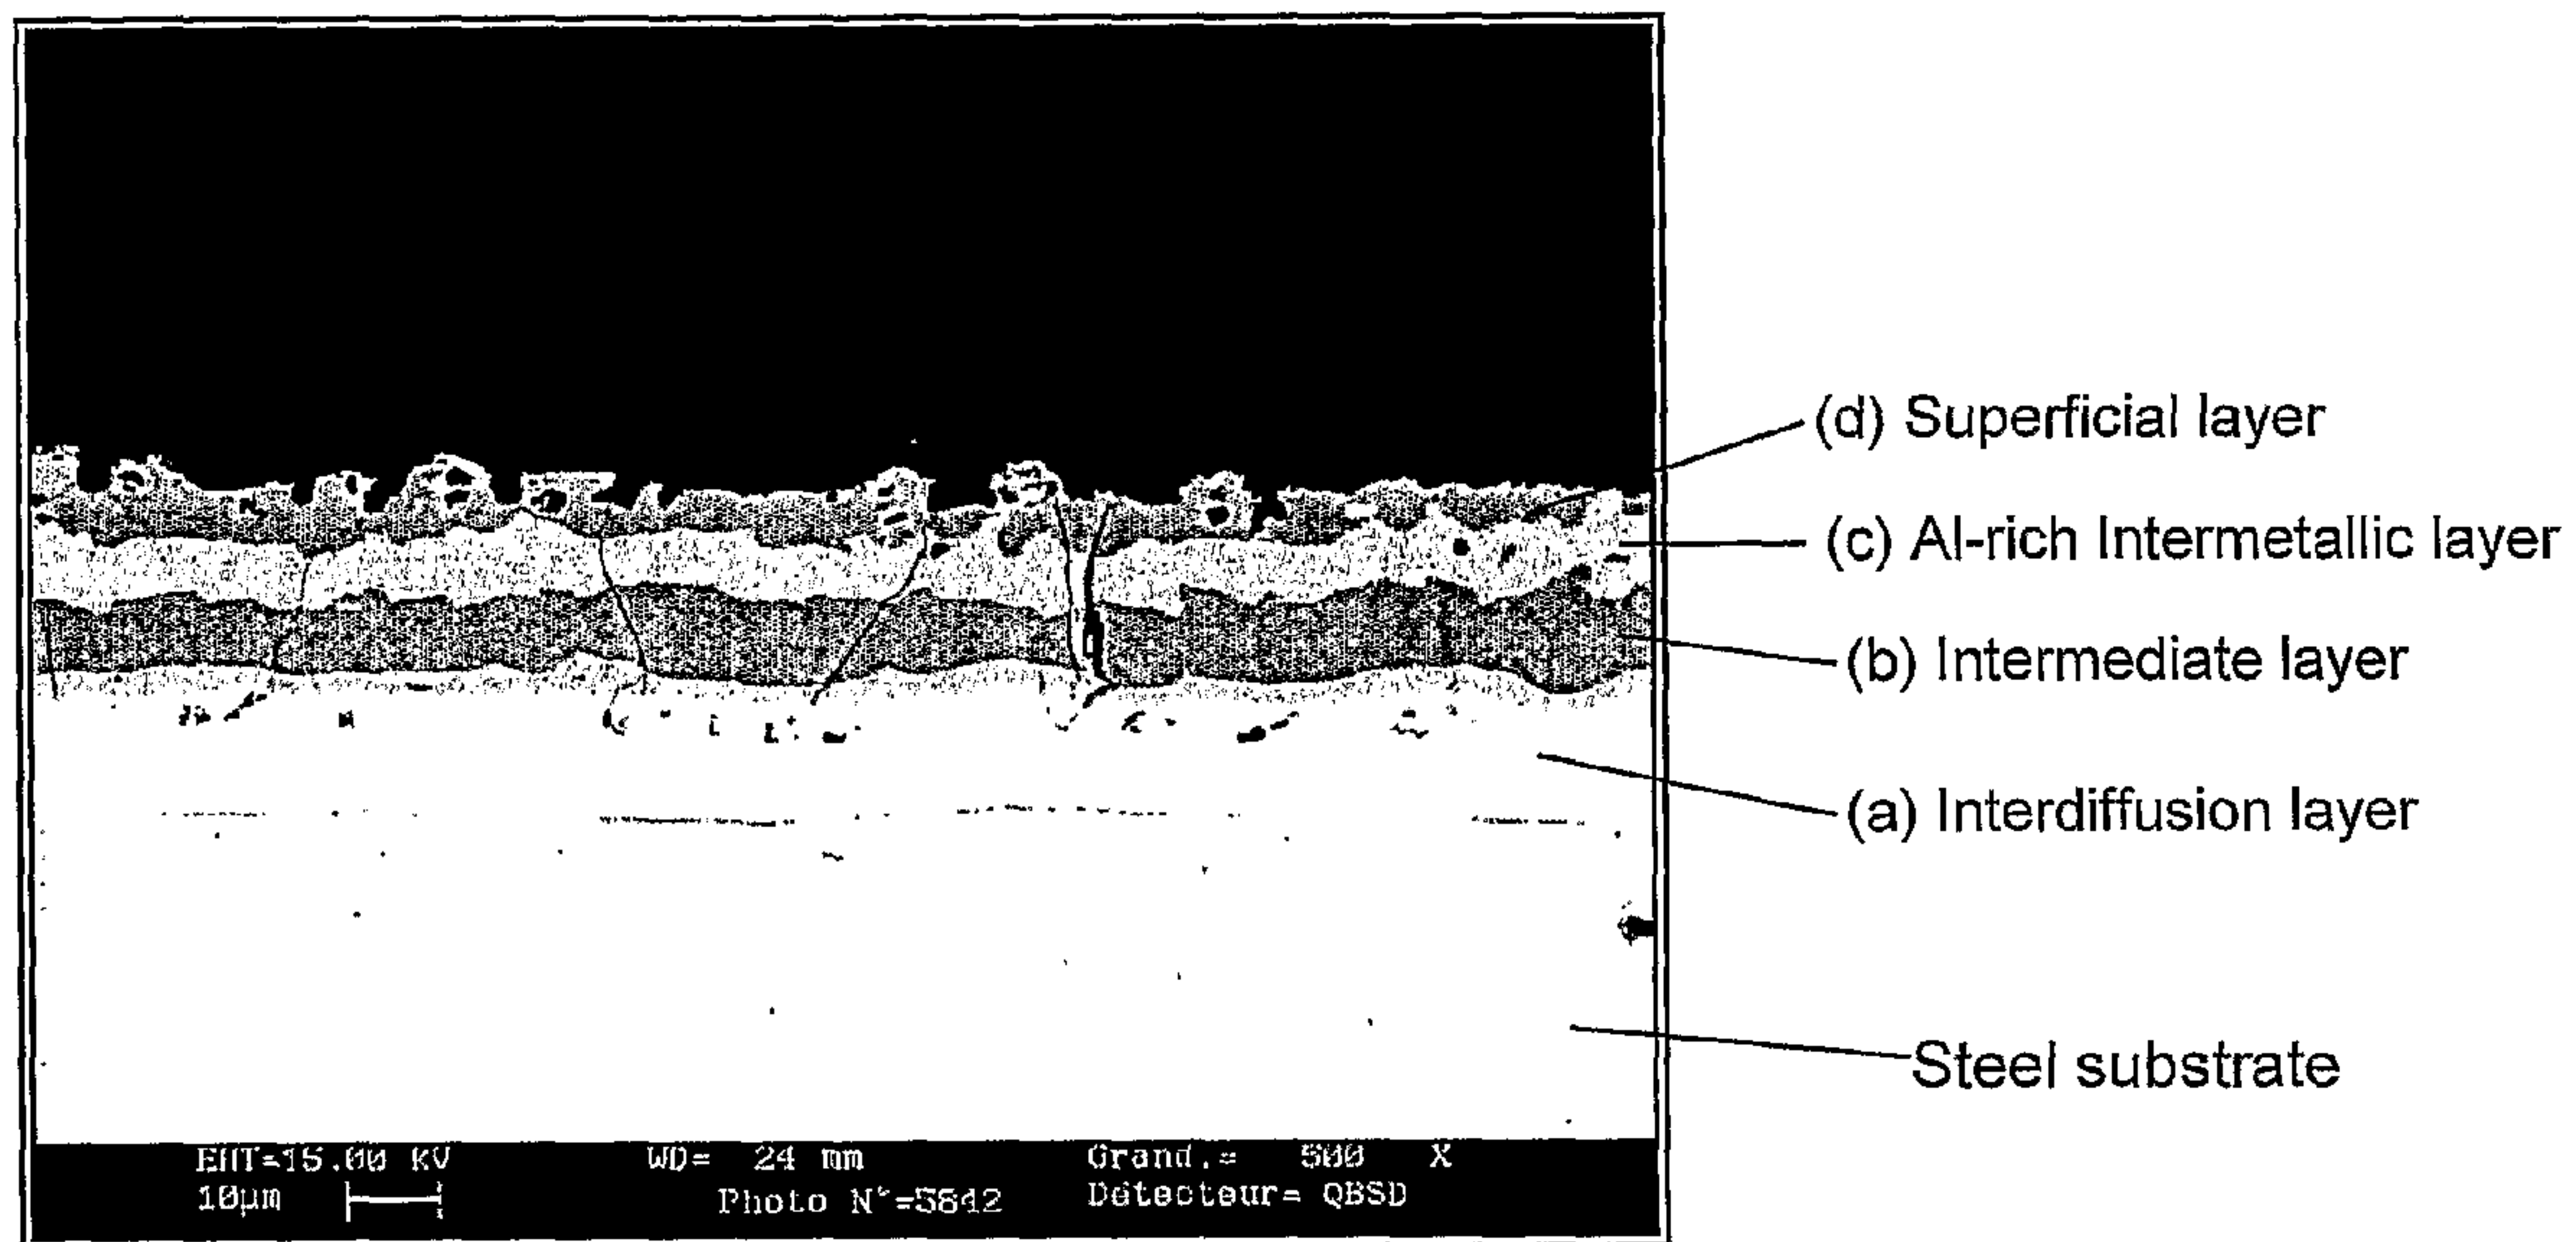 (d) Superficial layer
(c) Al-rich Intermetallic layer
(b) Intermediate layer
(a) Interdiffusion layer
Steel substrate
EHT=15.00 kV WD= 24 mm Grand.= 500 X
10µm Photo N°=5842 Détecteur= QBSD